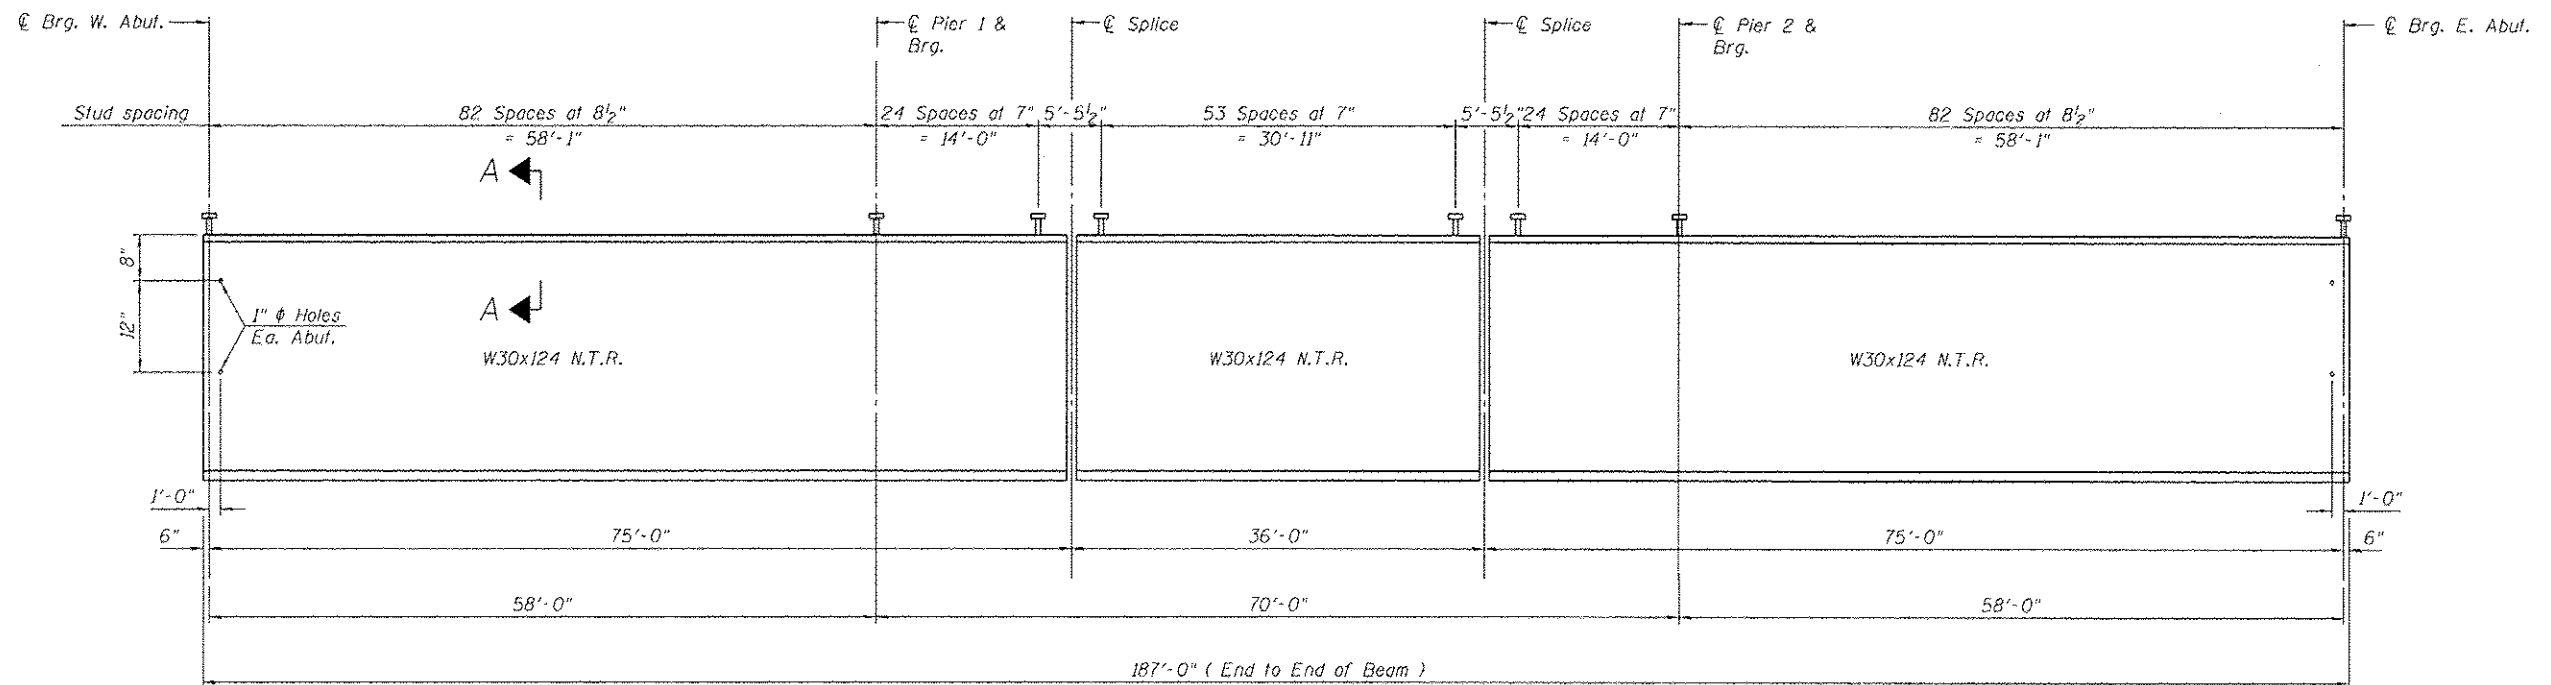 ℄ Brg. W. Abut.
℄ Pier 1 &
Brg.
℄ Splice
℄ Splice
℄ Pier 2 &
Brg.
℄ Brg. E. Abut.
Stud spacing
82 Spaces at 8½"
= 58'-1"
24 Spaces at 7"
= 14'-0"
5'-5½"
53 Spaces at 7"
= 30'-11"
5'-5½"
24 Spaces at 7"
= 14'-0"
82 Spaces at 8½"
= 58'-1"
A
A
8"
12"
1" ϕ Holes
Ea. Abut.
W30x124 N.T.R.
W30x124 N.T.R.
W30x124 N.T.R.
1'-0"
1'-0"
6"
75'-0"
36'-0"
75'-0"
6"
58'-0"
70'-0"
58'-0"
187'-0" ( End to End of Beam )